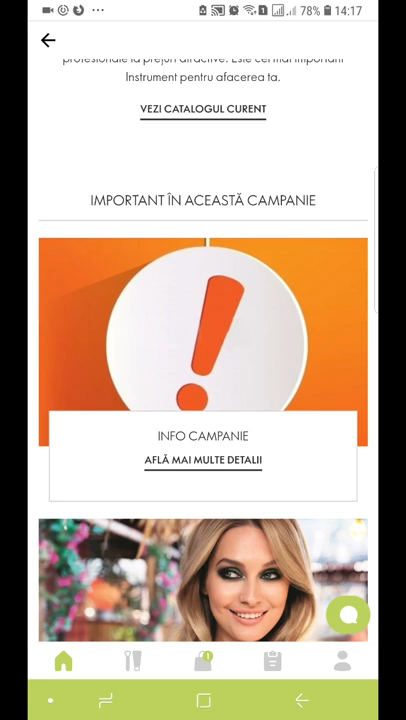 78% 14:17
profesionale la prețuri atractive. Este cel mai important
Instrument pentru afacerea ta.
VEZI CATALOGUL CURENT
IMPORTANT ÎN ACEASTĂ CAMPANIE
INFO CAMPANIE
AFLĂ MAI MULTE DETALII